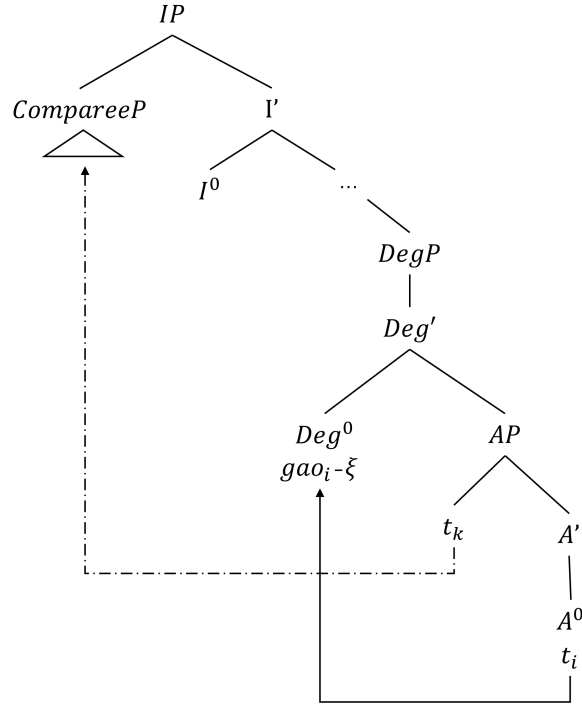 IP
CompareeP I’
I⁰ …
DegP
Deg′
Deg⁰ AP
gaoᵢ-ξ
tₖ A’
A⁰
tᵢ